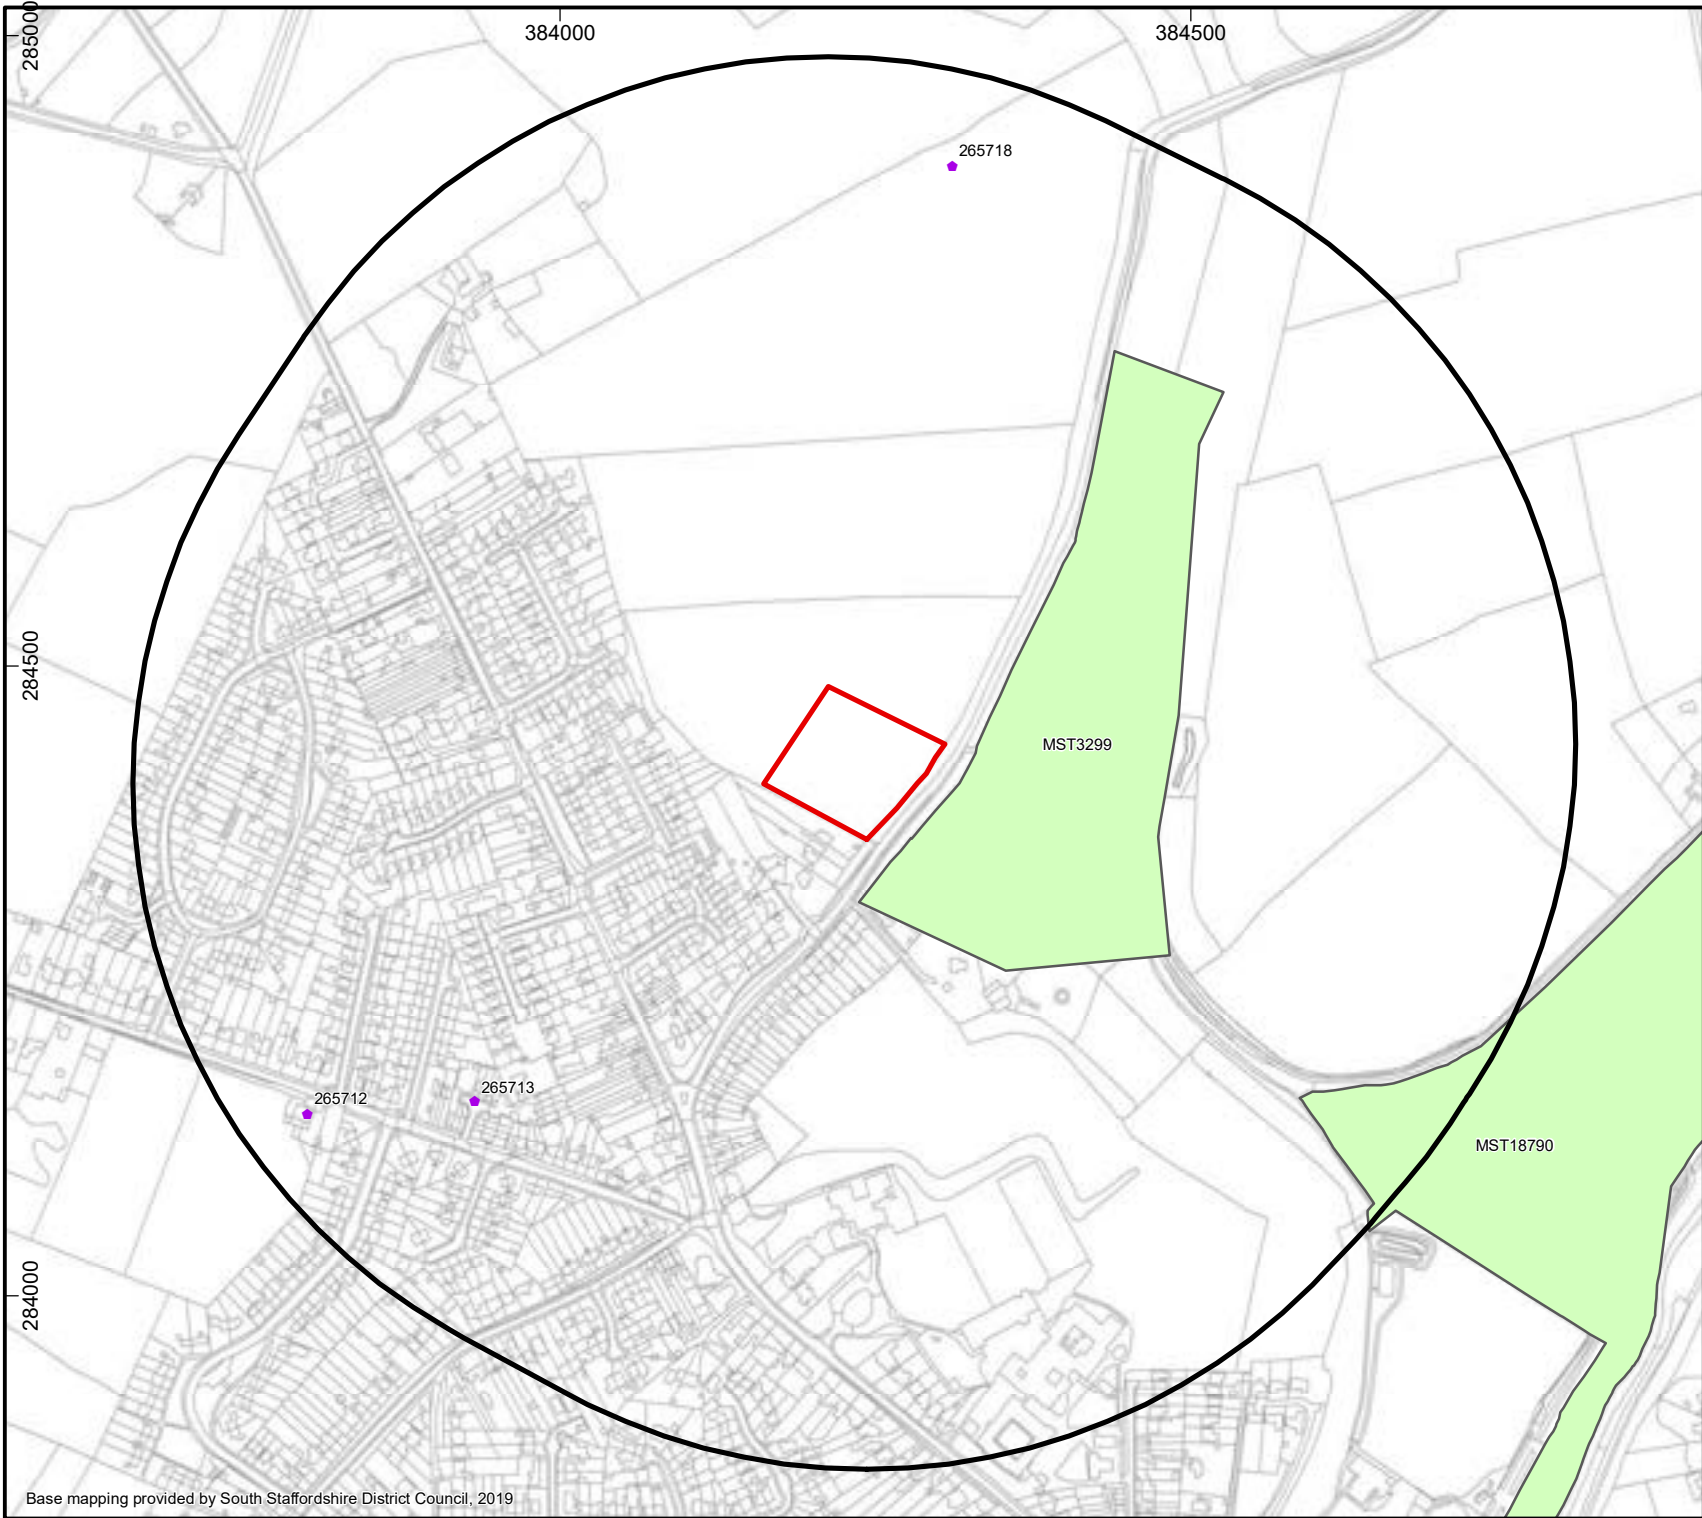 285000
384000
384500
265718
284500
MST3299
265713
265712
MST18790
284000
Base mapping provided by South Staffordshire District Council, 2019